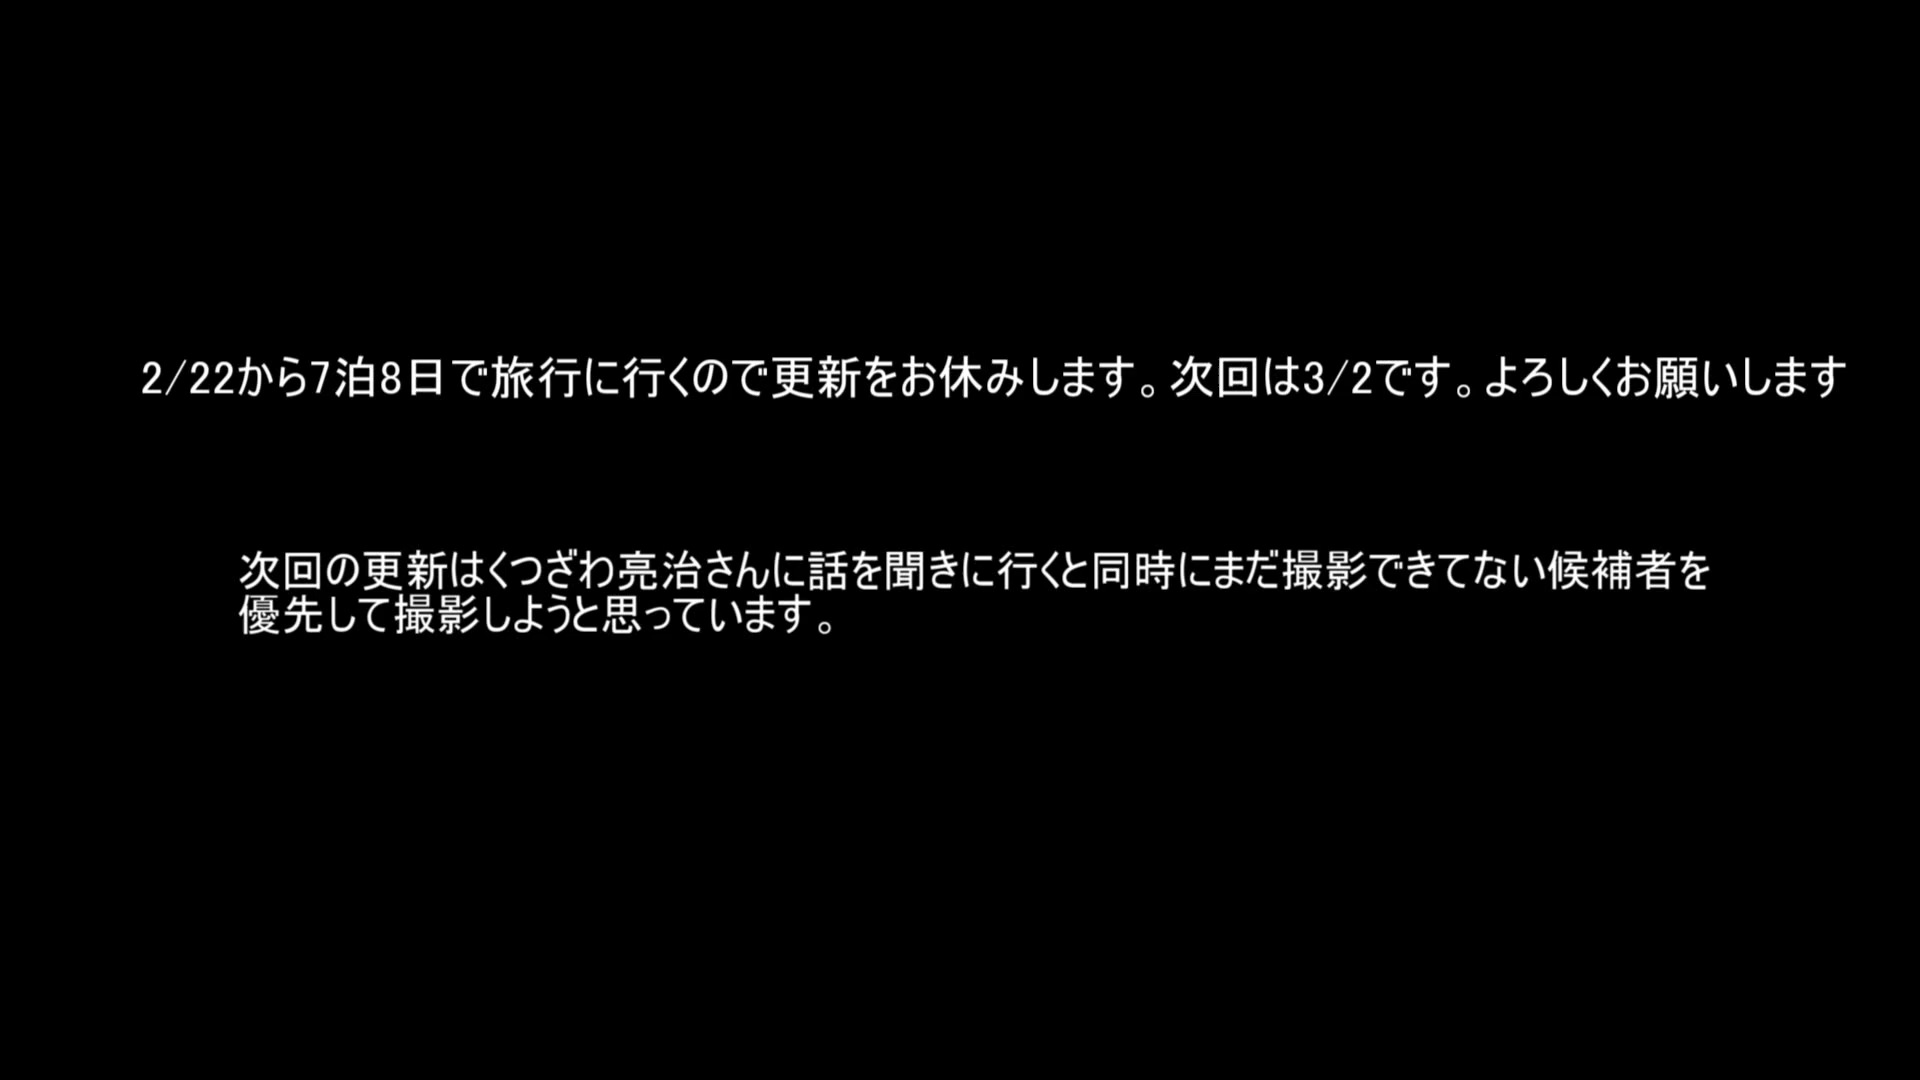 2/22から7泊8日で旅行に行くので更新をお休みします。次回は3/2です。よろしくお願いします
次回の更新はくつざわ亮治さんに話を聞きに行くと同時にまだ撮影できてない候補者を
優先して撮影しようと思っています。